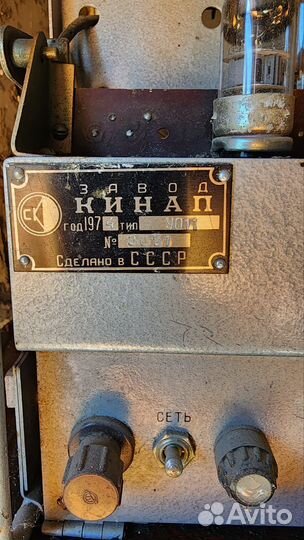 ЗАВОД
КИНАП
ГОД 197 ТИП
№
СДЕЛАНО В СССР
СЕТЬ
Avito